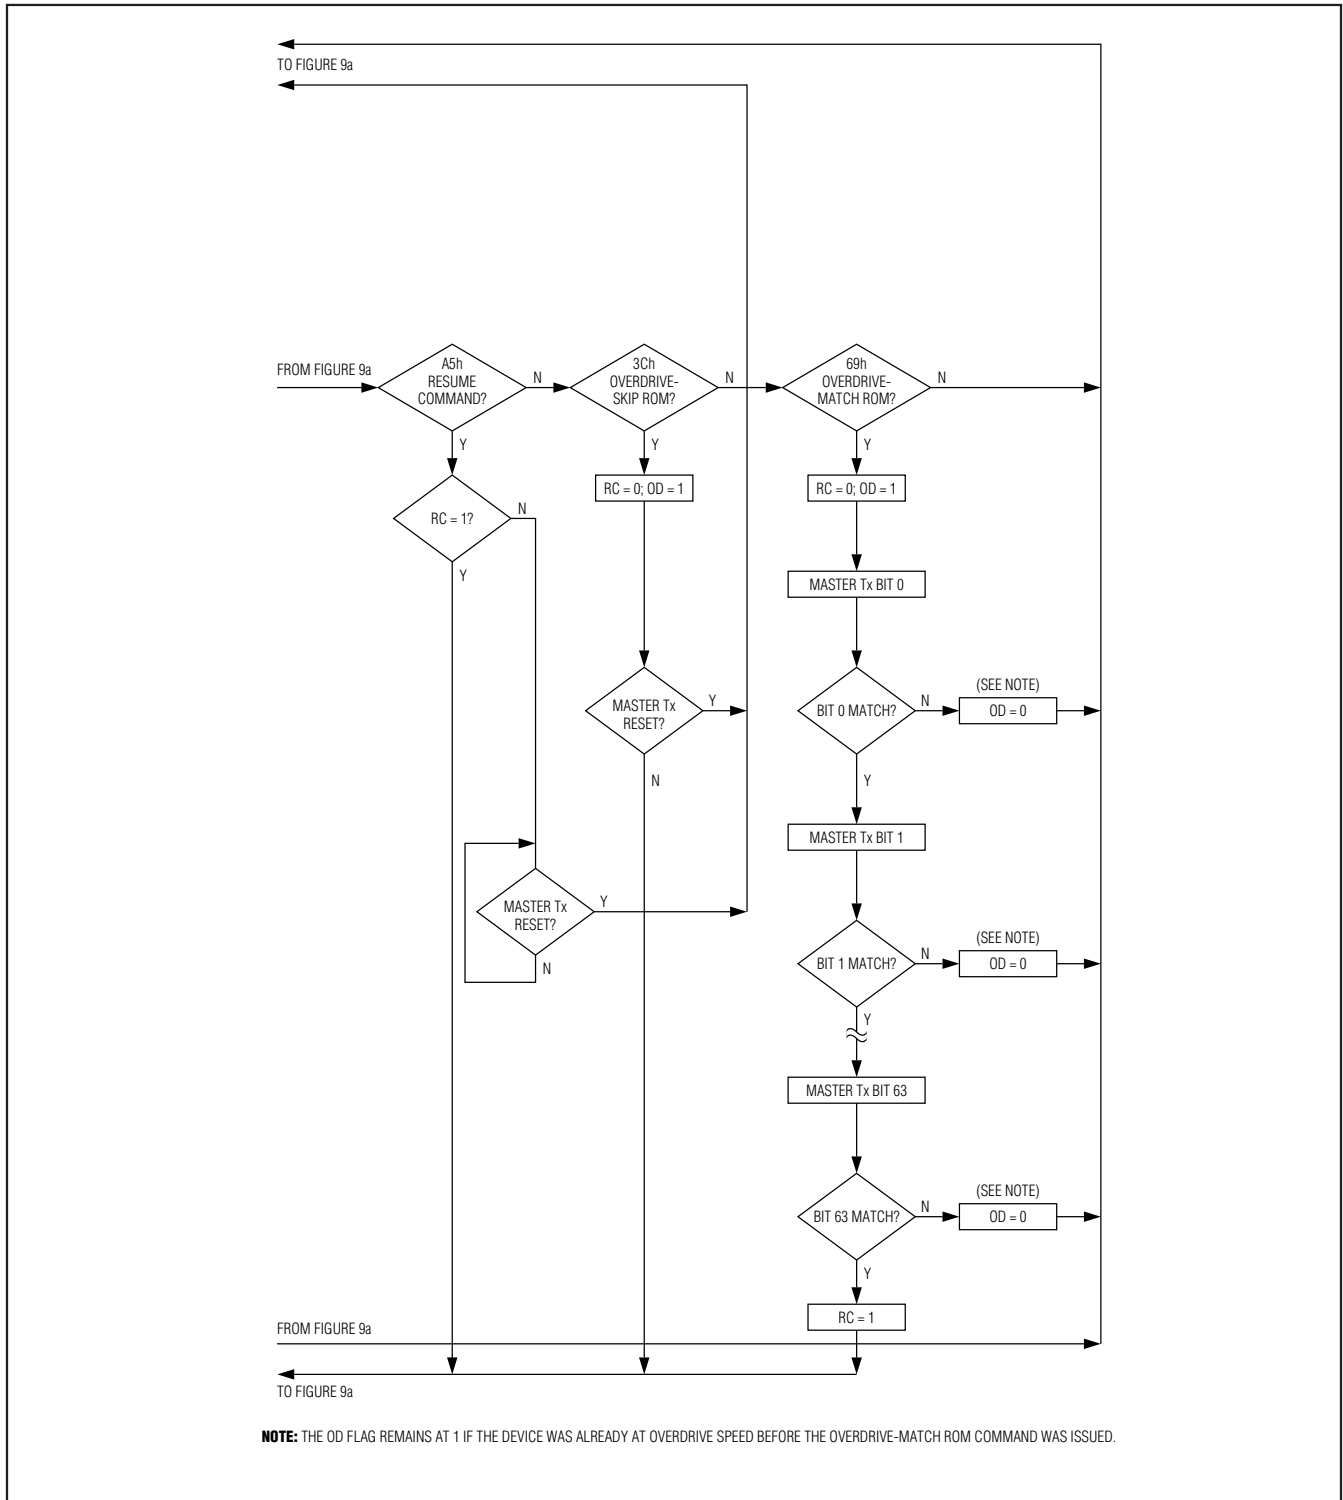 TO FIGURE 9a
FROM FIGURE 9a
A5h
RESUME
COMMAND?
N
3Ch
OVERDRIVE-
SKIP ROM?
N
69h
OVERDRIVE-
MATCH ROM?
N
Y
Y
Y
RC = 1?
N
RC = 0; OD = 1
RC = 0; OD = 1
Y
MASTER Tx BIT 0
MASTER Tx
RESET?
Y
BIT 0 MATCH?
N
(SEE NOTE)
OD = 0
N
Y
MASTER Tx BIT 1
MASTER Tx
RESET?
Y
N
BIT 1 MATCH?
N
(SEE NOTE)
OD = 0
Y
MASTER Tx BIT 63
BIT 63 MATCH?
N
(SEE NOTE)
OD = 0
Y
RC = 1
FROM FIGURE 9a
TO FIGURE 9a
NOTE: THE OD FLAG REMAINS AT 1 IF THE DEVICE WAS ALREADY AT OVERDRIVE SPEED BEFORE THE OVERDRIVE-MATCH ROM COMMAND WAS ISSUED.